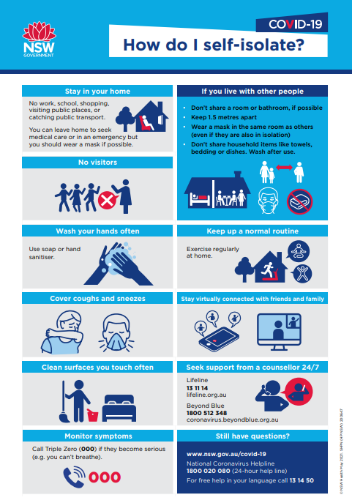 NSW
GOVERNMENT
COVID-19
How do I self-isolate?
Stay in your home
No work, school, shopping,
visiting public places, or
catching public transport.
You can leave home to seek
medical care or in an emergency but
you should wear a mask if possible.
No visitors
If you live with other people
• Don't share a room or bathroom, if possible
• Keep 1.5 metres apart
• Wear a mask in the same room as others
(even if they are also in isolation)
• Don't share household items like towels,
bedding or dishes. Wash after use.
Wash your hands often
Use soap or hand
sanitiser.
Keep up a normal routine
Exercise regularly
at home.
Cover coughs and sneezes
Stay virtually connected with friends and family
Clean surfaces you touch often
Seek support from a counsellor 24/7
Lifeline
13 11 14
lifeline.org.au
Beyond Blue
1800 512 348
coronavirus.beyondblue.org.au
Monitor symptoms
Call Triple Zero (000) if they become serious
(e.g. you can't breathe).
000
Still have questions?
www.nsw.gov.au/covid-19
National Coronavirus Helpline
1800 020 080 (24-hour help line)
For free help in your language call 13 14 50